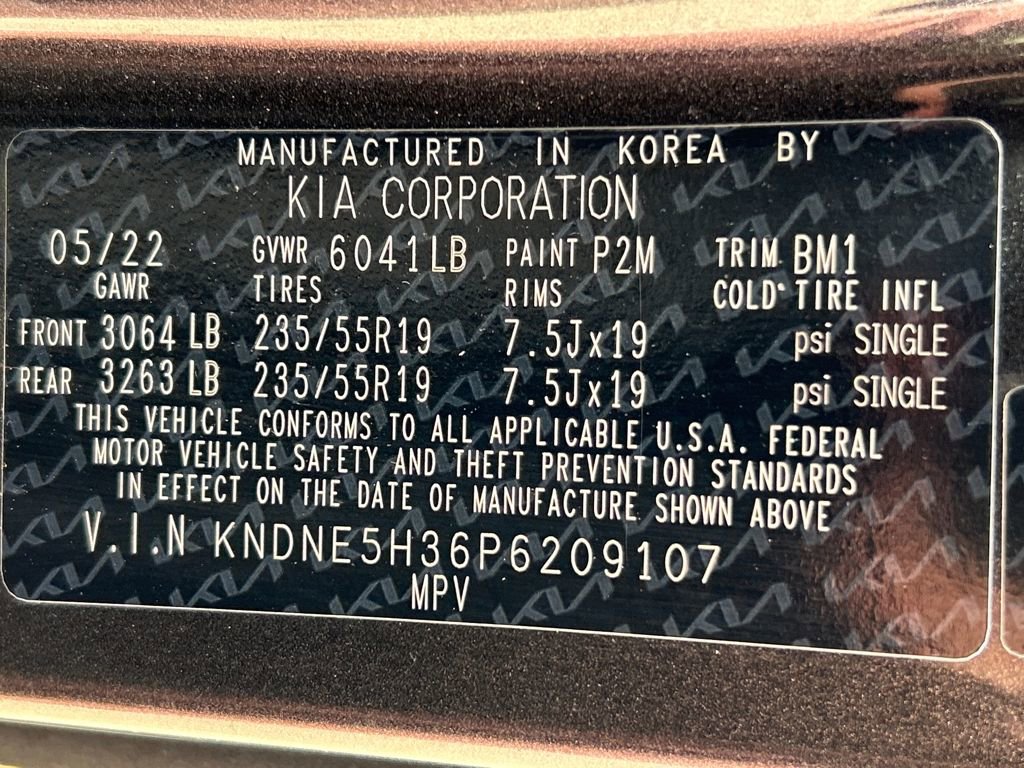 MANUFACTURED IN KOREA BY
KIA CORPORATION
05/22 GVWR 6041LB PAINT P2M TRIM BM1
GAWR TIRES RIMS COLD TIRE INFL
FRONT 3064 LB 235/55R19 7.5Jx19 psi SINGLE
REAR 3263 LB 235/55R19 7.5Jx19 psi SINGLE
THIS VEHICLE CONFORMS TO ALL APPLICABLE U.S.A. FEDERAL
MOTOR VEHICLE SAFETY AND THEFT PREVENTION STANDARDS
IN EFFECT ON THE DATE OF MANUFACTURE SHOWN ABOVE
V.I.N KNDNE5H36P6209107
MPV